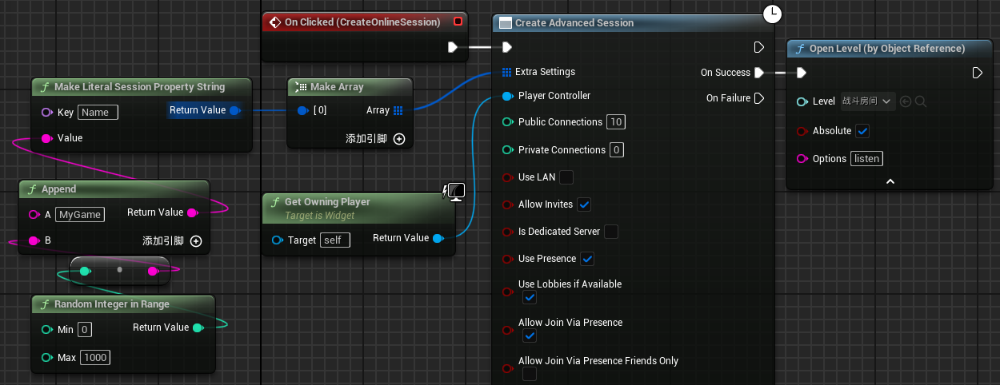 On Clicked (CreateOnlineSession)
Create Advanced Session
Extra Settings
On Success
Player Controller
On Failure
Public Connections 10
Private Connections 0
Use LAN
Allow Invites
Is Dedicated Server
Use Presence
Use Lobbies if Available
Allow Join Via Presence
Allow Join Via Presence Friends Only
Open Level (by Object Reference)
Level 战斗房间
Absolute
Options listen
Make Literal Session Property String
Key Name
Return Value
Value
Make Array
[0]
Array
添加引脚
Append
A MyGame
Return Value
B
添加引脚
Get Owning Player
Target is Widget
Target self
Return Value
Random Integer in Range
Min 0
Return Value
Max 1000